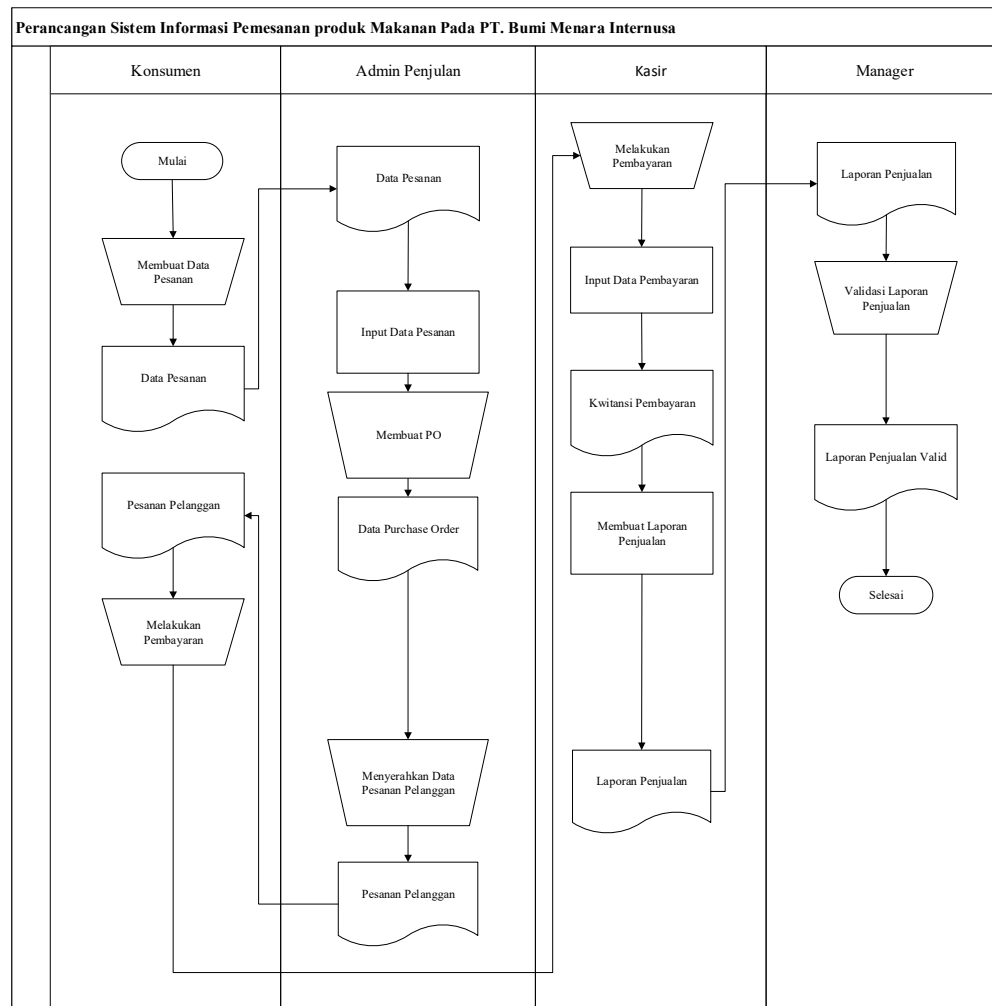 Perancangan Sistem Informasi Pemesanan produk Makanan Pada PT. Bumi Menara Internusa
Konsumen
Admin Penjulan
Kasir
Manager
Mulai
Membuat Data
Pesanan
Data Pesanan
Pesanan Pelanggan
Melakukan
Pembayaran
Data Pesanan
Input Data Pesanan
Membuat PO
Data Purchase Order
Menyerahkan Data
Pesanan Pelanggan
Pesanan Pelanggan
Melakukan
Pembayaran
Input Data Pembayaran
Kwitansi Pembayaran
Membuat Laporan
Penjualan
Laporan Penjualan
Laporan Penjualan
Validasi Laporan
Penjualan
Laporan Penjualan Valid
Selesai